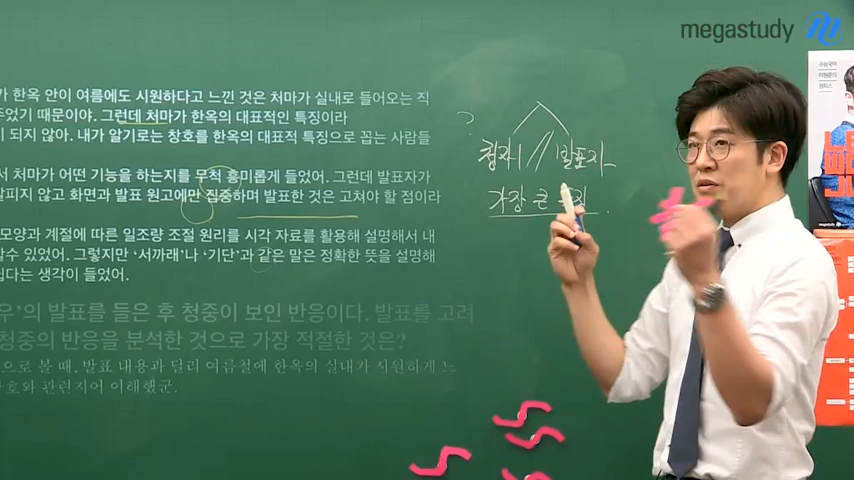 megastudy
가 한옥 안이 여름에도 시원하다고 느낀 것은 처마가 실내로 들어오는 직
주었기 때문이야. 그런데 처마가 한옥의 대표적인 특징이라
이 되지 않아. 내가 알기로는 창호를 한옥의 대표적 특징으로 꼽는 사람들
서 처마가 어떤 기능을 하는지를 무척 흥미롭게 들었어. 그런데 발표자가
살피지 않고 화면과 발표 원고에만 집중하며 발표한 것은 고쳐야 할 점이라
모양과 계절에 따른 일조량 조절 원리를 시각 자료를 활용해 설명해서 내
알 수 있었어. 그렇지만 '서까래'나 '기단'과 같은 말은 정확한 뜻을 설명해
겠다는 생각이 들었어.
우'의 발표를 들은 후 청중이 보인 반응이다. 발표를 고려
청중의 반응을 분석한 것으로 가장 적절한 것은?
으로 볼 때, 발표 내용과 달리 여름철에 한옥의 실내가 시원하게 느
창호와 관련지어 이해했군.
?
청자 // 발표자
가장 큰
수능국어